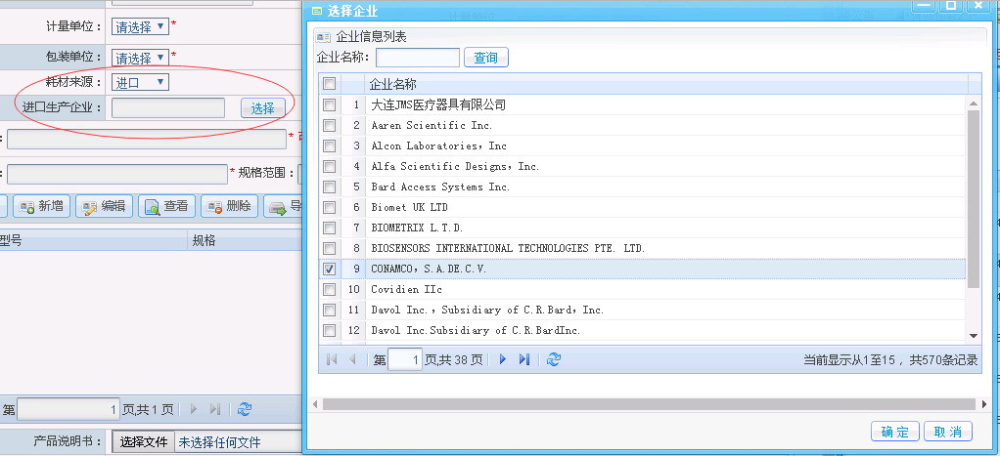 计量单位： 请选择 *
包装单位： 请选择 *
耗材来源： 进口
进口生产企业： 选择
： *
： * 规格范围：
新增 编辑 查看 删除
型号 规格
第 1 页,共 1 页
产品说明书： 选择文件 未选择任何文件
选择企业
企业信息列表
企业名称： 查询
企业名称
1 大连JMS医疗器具有限公司
2 Aaren Scientific Inc.
3 Alcon Laboratories，Inc
4 Alfa Scientific Designs，Inc.
5 Bard Access Systems Inc.
6 Biomet UK LTD
7 BIOMETRIX L.T.D.
8 BIOSENSORS INTERNATIONAL TECHNOLOGIES PTE. LTD.
9 CONAMCO，S.A.DE.C.V.
10 Covidien IIc
11 Davol Inc.，Subsidiary of C.R.Bard，Inc.
12 Davol Inc.Subsidiary of C.R.BardInc.
第 1 页,共 38 页 当前显示从1至15 ，共570条记录
确 定 取 消